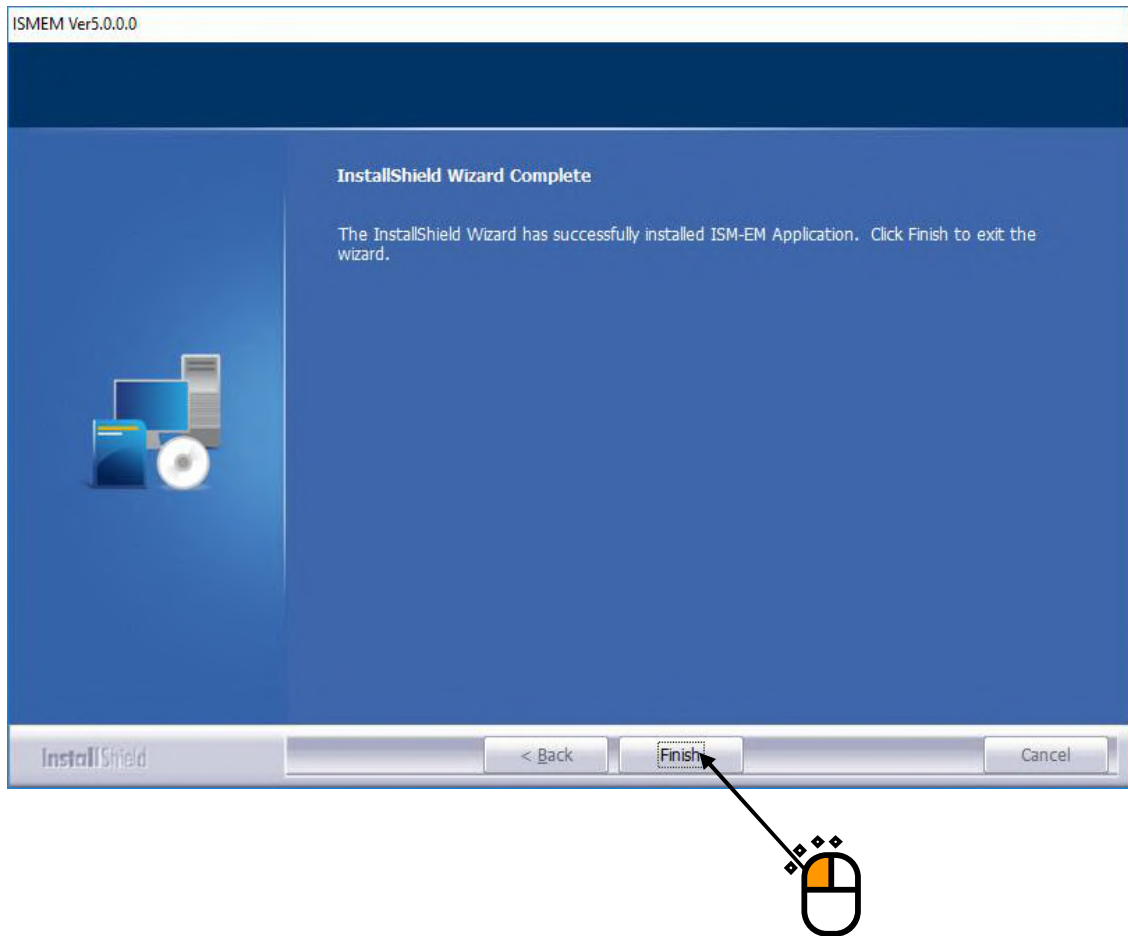 ISMEM Ver5.0.0.0
InstallShield Wizard Complete
The InstallShield Wizard has successfully installed ISM-EM Application. Click Finish to exit the
wizard.
InstallShield
< Back
Finish
Cancel